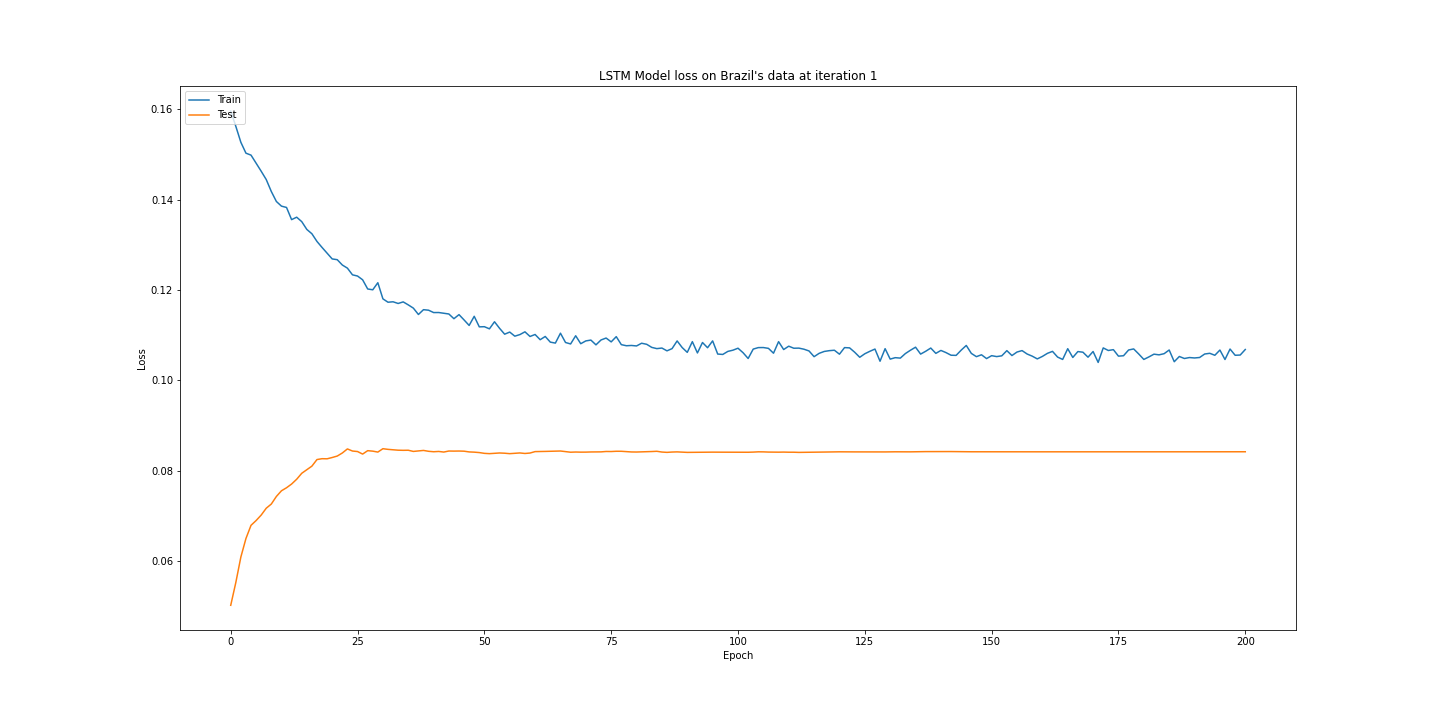 LSTM Model loss on Brazil's data at iteration 1
Train
Test
0.16
0.14
0.12
0.10
0.08
0.06
Loss
0 25 50 75 100 125 150 175 200
Epoch